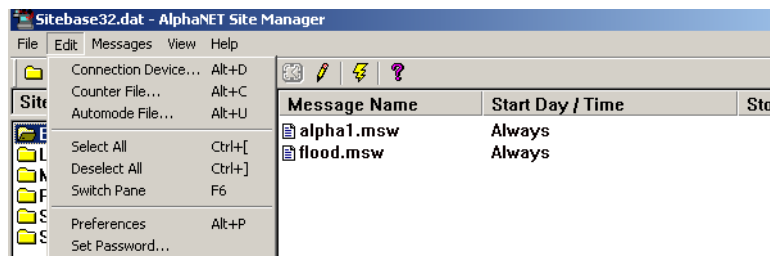 Sitebase32.dat - AlphaNET Site Manager
File Edit Messages View Help
Connection Device... Alt+D
Counter File... Alt+C
Automode File... Alt+U
Select All Ctrl+[
Deselect All Ctrl+]
Switch Pane F6
Preferences Alt+P
Set Password...
Message Name Start Day / Time
alpha1.msw Always
flood.msw Always